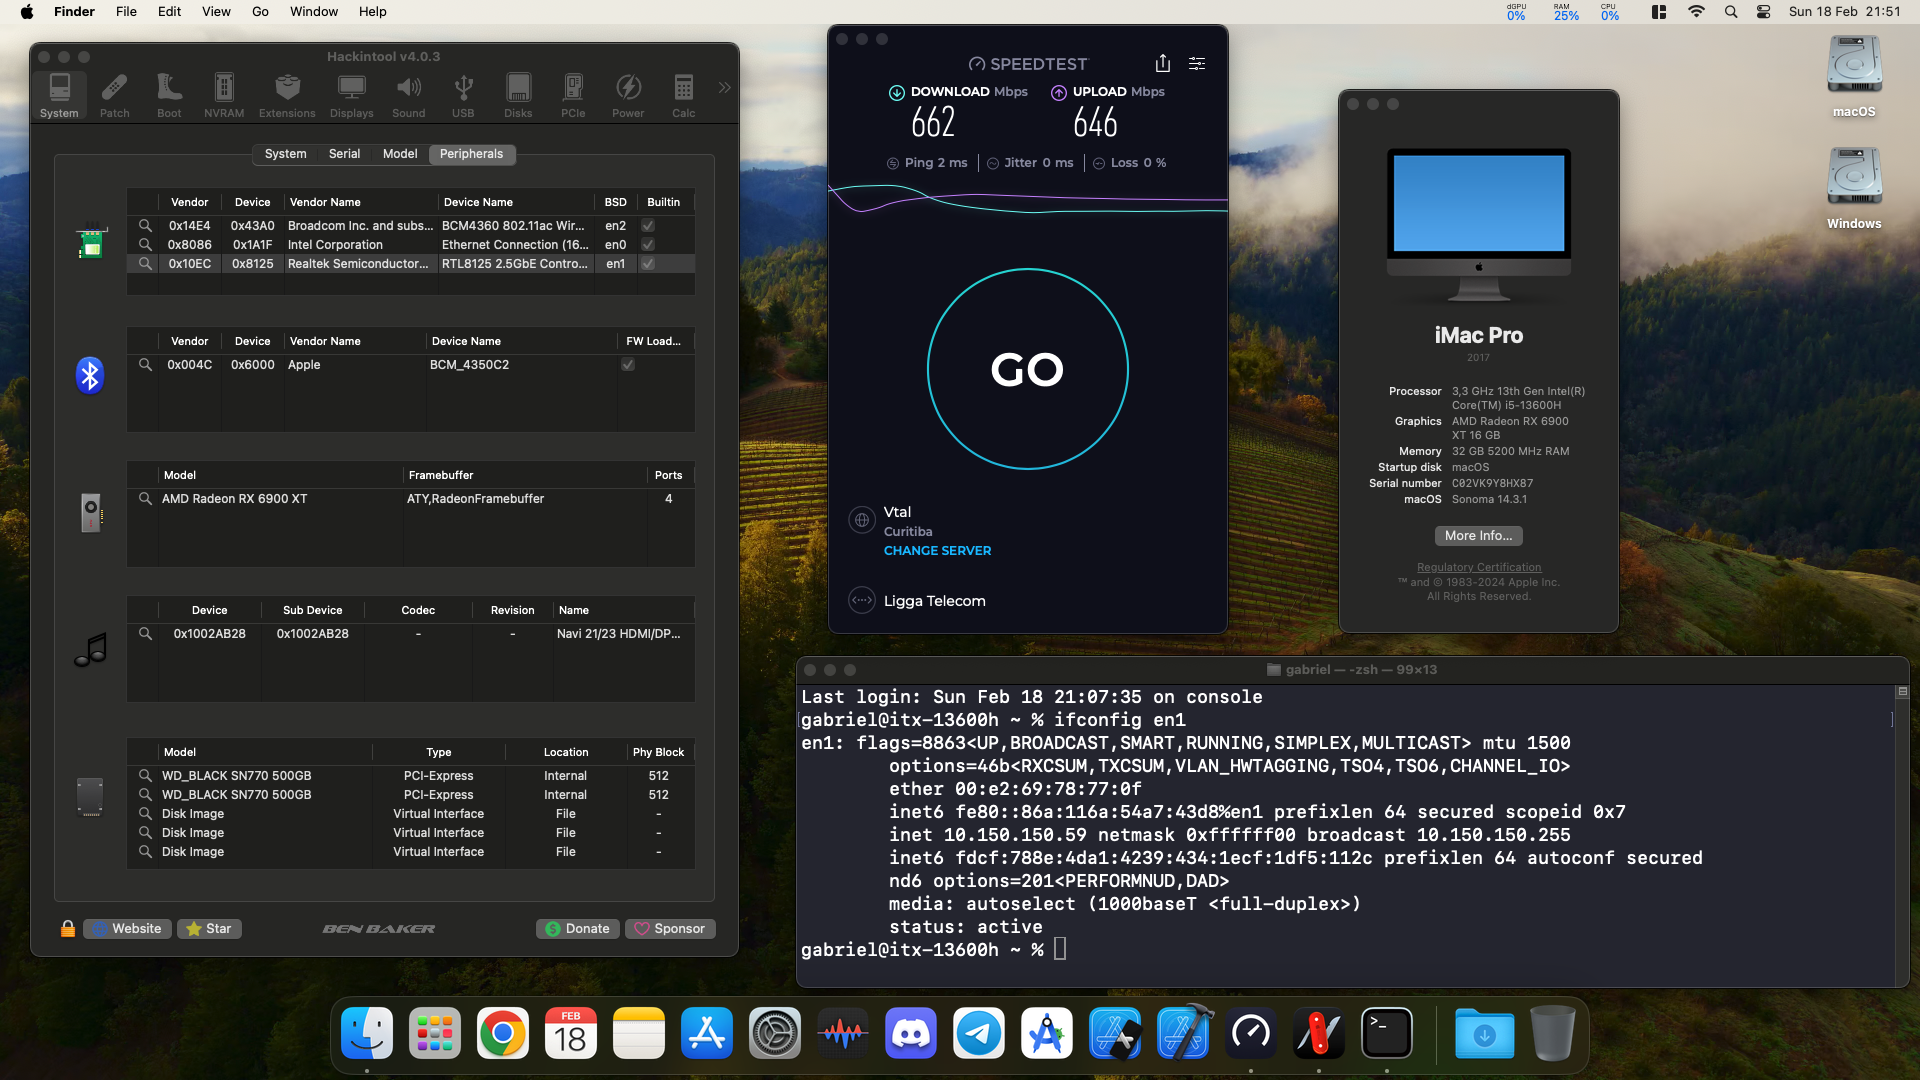 Finder File Edit View Go Window Help
dGPU 0% RAM 25% CPU 0% Sun 18 Feb 21:51
Hackintool v4.0.3
System Patch Boot NVRAM Extensions Displays Sound USB Disks PCIe Power Calc
System Serial Model Peripherals
Vendor Device Vendor Name Device Name BSD Builtin
0x14E4 0x43A0 Broadcom Inc. and subs... BCM4360 802.11ac Wir... en2
0x8086 0x1A1F Intel Corporation Ethernet Connection (16... en0
0x10EC 0x8125 Realtek Semiconductor... RTL8125 2.5GbE Contro... en1
Vendor Device Vendor Name Device Name FW Load...
0x004C 0x6000 Apple BCM_4350C2
Model Framebuffer Ports
AMD Radeon RX 6900 XT ATY,RadeonFramebuffer 4
Device Sub Device Codec Revision Name
0x1002AB28 0x1002AB28 - - Navi 21/23 HDMI/DP...
Model Type Location Phy Block
WD_BLACK SN770 500GB PCI-Express Internal 512
WD_BLACK SN770 500GB PCI-Express Internal 512
Disk Image Virtual Interface File -
Disk Image Virtual Interface File -
Disk Image Virtual Interface File -
Website Star BEN BAKER Donate Sponsor
SPEEDTEST
DOWNLOAD Mbps UPLOAD Mbps
662 646
Ping 2 ms Jitter 0 ms Loss 0 %
GO
Vtal
Curitiba
CHANGE SERVER
Ligga Telecom
iMac Pro
2017
Processor 3,3 GHz 13th Gen Intel(R)
Core(TM) i5-13600H
Graphics AMD Radeon RX 6900
XT 16 GB
Memory 32 GB 5200 MHz RAM
Startup disk macOS
Serial number C02VK9Y8HX87
macOS Sonoma 14.3.1
More Info...
Regulatory Certification
™ and © 1983-2024 Apple Inc.
All Rights Reserved.
macOS
Windows
gabriel — -zsh — 99×13
Last login: Sun Feb 18 21:07:35 on console
gabriel@itx-13600h ~ % ifconfig en1
en1: flags=8863<UP,BROADCAST,SMART,RUNNING,SIMPLEX,MULTICAST> mtu 1500
options=46b<RXCSUM,TXCSUM,VLAN_HWTAGGING,TSO4,TSO6,CHANNEL_IO>
ether 00:e2:69:78:77:0f
inet6 fe80::86a:116a:54a7:43d8%en1 prefixlen 64 secured scopeid 0x7
inet 10.150.150.59 netmask 0xffffff00 broadcast 10.150.150.255
inet6 fdcf:788e:4da1:4239:434:1ecf:1df5:112c prefixlen 64 autoconf secured
nd6 options=201<PERFORMNUD,DAD>
media: autoselect (1000baseT <full-duplex>)
status: active
gabriel@itx-13600h ~ %
FEB
18
>_